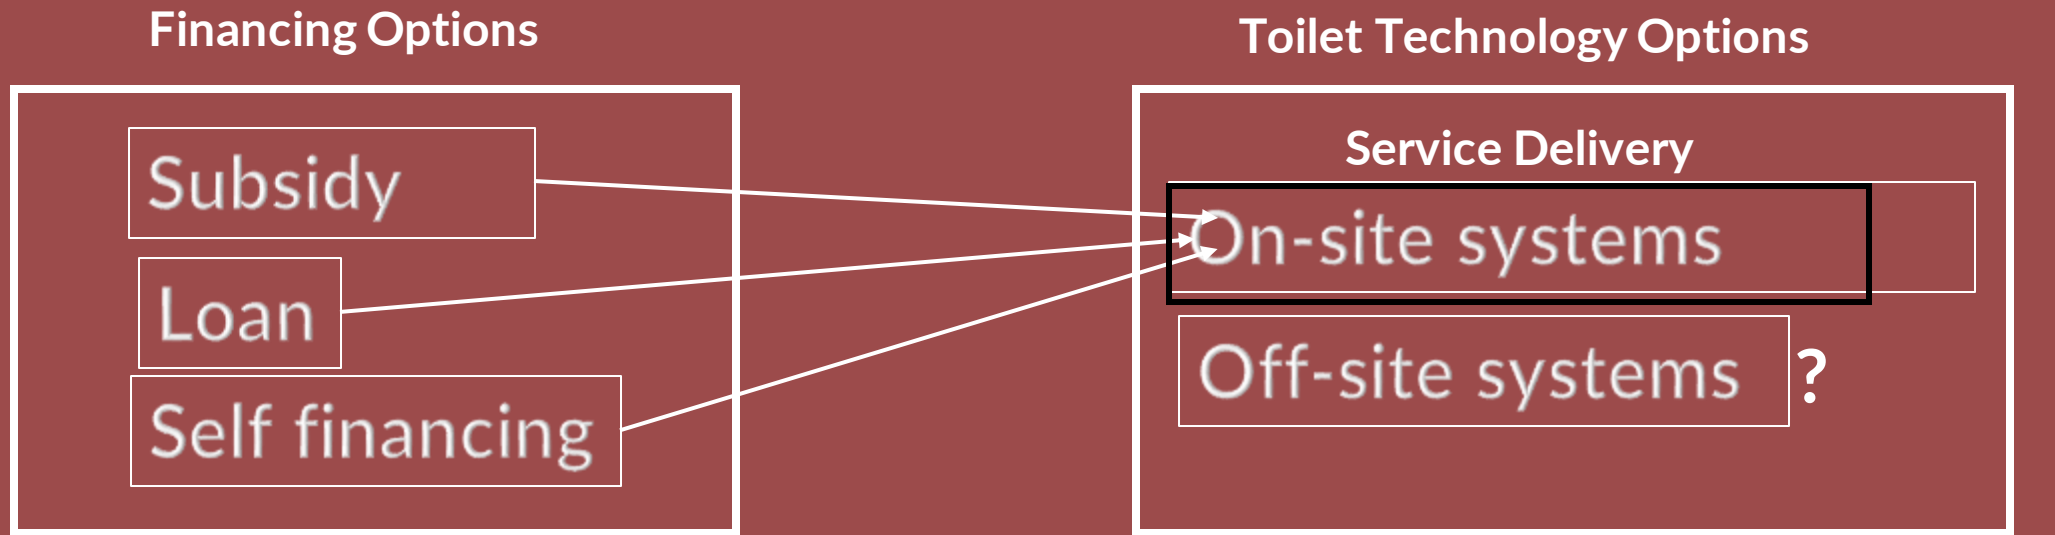 Financing Options
Subsidy
Loan
Self financing
Toilet Technology Options
Service Delivery
On-site systems
Off-site systems ?